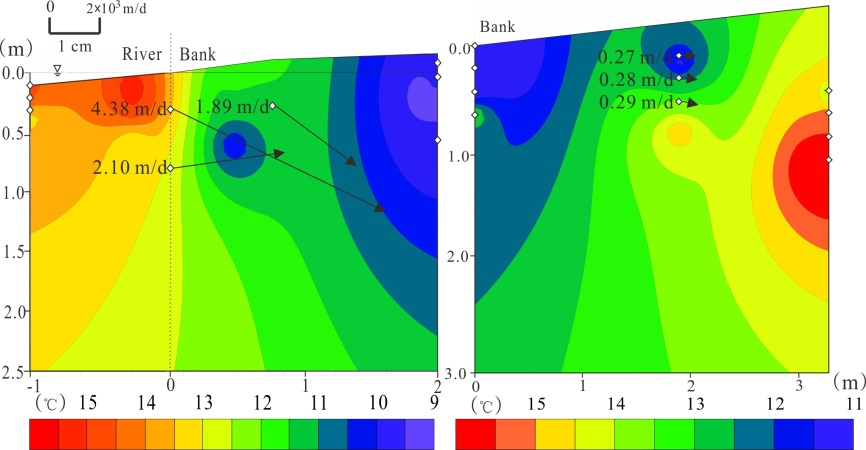 0 2×10³m/d
1 cm
(m)
River Bank
0.0
4.38 m/d 1.89 m/d
0.5
2.10 m/d
1.0
1.5
2.0
2.5
-1 0 1 2
(℃) 15 14 13 12 11 10 9
Bank
0.0
0.27 m/
0.28 m/d
0.29 m/d
1.0
2.0
3.0
0 1 2 3 (m)
(℃) 15 14 13 12 11